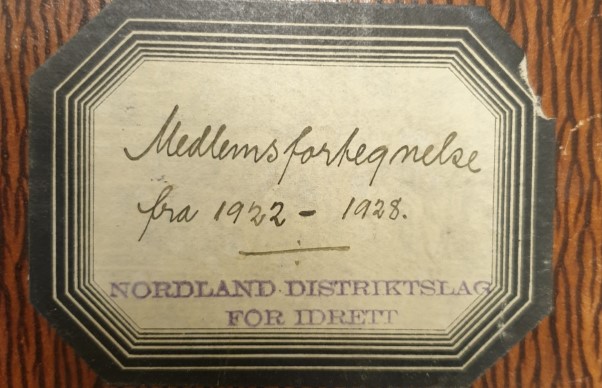 Medlemsfortegnelse
fra 1922 - 1928.
NORDLAND DISTRIKTSLAG
FOR IDRETT